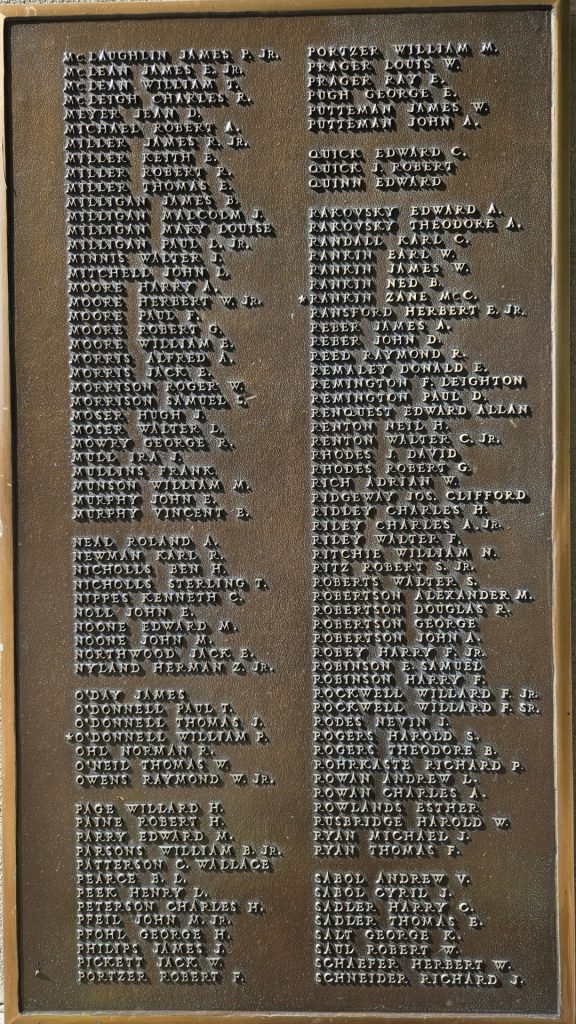 McLAUGHLIN JAMES P. JR.
McLEAN JAMES E. JR.
McLEAN WILLIAM T.
McLEIGH CHARLES R.
MEYER JEAN D.
MICHAEL ROBERT A.
MILLER JAMES R. JR.
MILLER KEITH E.
MILLER ROBERT R.
MILLER THOMAS E.
MILLIGAN JAMES B.
MILLIGAN MALCOLM J.
MILLIGAN MARY LOUISE
MILLIGAN PAUL L. JR.
MINNIS WALTER J.
MITCHELL JOHN L.
MOORE HARRY A.
MOORE HERBERT W. JR.
MOORE PAUL F.
MOORE ROBERT G.
MOORE WILLIAM E.
MORRIS ALFRED A.
MORRIS JACK E.
MORRISON ROGER W.
MORRISON SAMUEL G.
MOSER HUGH J.
MOSER WALTER L.
MOWRY GEORGE R.
MULL IRA J.
MULLINS FRANK
MUNSON WILLIAM M.
MURPHY JOHN E.
MURPHY VINCENT E.
NEAL ROLAND A.
NEWMAN KARL R.
NICHOLLS BEN H.
NICHOLLS STERLING T.
NIPPES KENNETH C.
NOLL JOHN E.
NOONE EDWARD M.
NOONE JOHN M.
NORTHWOOD JACK E.
NYLAND HERMAN Z. JR.
O'DAY JAMES
O'DONNELL PAUL T.
O'DONNELL THOMAS J.
*O'DONNELL WILLIAM P.
OHL NORMAN R.
O'NEIL THOMAS W.
OWENS RAYMOND W. JR.
PAGE WILLARD H.
PAINE ROBERT H.
PARRY EDWARD M.
PARSONS WILLIAM B. JR.
PATTERSON C. WALLACE
PEARCE B. L.
PEEK HENRY L.
PETERSON CHARLES H.
PFEIL JOHN M. JR.
PFOHL GEORGE H.
PHILIPS JAMES J.
PICKETT JACK W.
PORTZER ROBERT F.
PORTZER WILLIAM M.
PRAGER LOUIS W.
PRAGER RAY E.
PUGH GEORGE E.
PUTTEMAN JAMES W.
PUTTEMAN JOHN A.
QUICK EDWARD C.
QUICK J. ROBERT
QUINN EDWARD
RAKOVSKY EDWARD A.
RAKOVSKY THEODORE A.
RANDALL KARL C.
RANKIN EARL W.
RANKIN JAMES W.
RANKIN NED B.
*RANKIN ZANE McC.
RANSFORD HERBERT E. JR.
REBER JAMES A.
REBER JOHN D.
REED RAYMOND R.
REMALEY DONALD E.
REMINGTON F. LEIGHTON
REMINGTON PAUL D.
RENQUEST EDWARD ALLAN
RENTON NEIL H.
RENTON WALTER C. JR.
RHODES J. DAVID
RHODES ROBERT G.
RICH ADRIAN W.
RIDGEWAY JOS. CLIFFORD
RIDLEY CHARLES H.
RILEY CHARLES A. JR.
RILEY WALTER F.
RITCHIE WILLIAM N.
RITZ ROBERT S. JR.
ROBERTS WALTER S.
ROBERTSON ALEXANDER M.
ROBERTSON DOUGLAS R.
ROBERTSON GEORGE
ROBERTSON JOHN A.
ROBEY HARRY F. JR.
ROBINSON F. SAMUEL
ROBINSON HARRY F.
ROCKWELL WILLARD F. JR.
ROCKWELL WILLARD F. SR.
RODES NEVIN J.
ROGERS HAROLD S.
ROGERS THEODORE B.
ROHRKASTE RICHARD P.
ROWAN ANDREW L.
ROWAN CHARLES A.
ROWLANDS ESTHER
RUSBRIDGE HAROLD W.
RYAN MICHAEL J.
RYAN THOMAS F.
SABOL ANDREW V.
SABOL CYRIL J.
SADLER HARRY C.
SADLER THOMAS E.
SALT GEORGE K.
SAUL ROBERT W.
SCHAEFER HERBERT W.
SCHNEIDER RICHARD J.